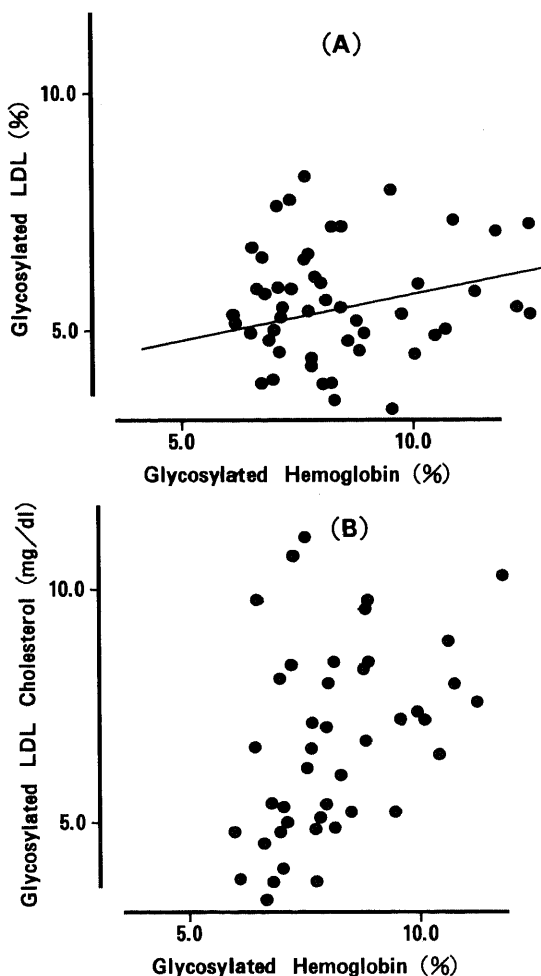 (A)
10.0
Glycosylated LDL (%)
5.0
5.0 10.0
Glycosylated Hemoglobin (%)
(B)
10.0
Glycosylated LDL Cholesterol (mg/dl)
5.0
5.0 10.0
Glycosylated Hemoglobin (%)